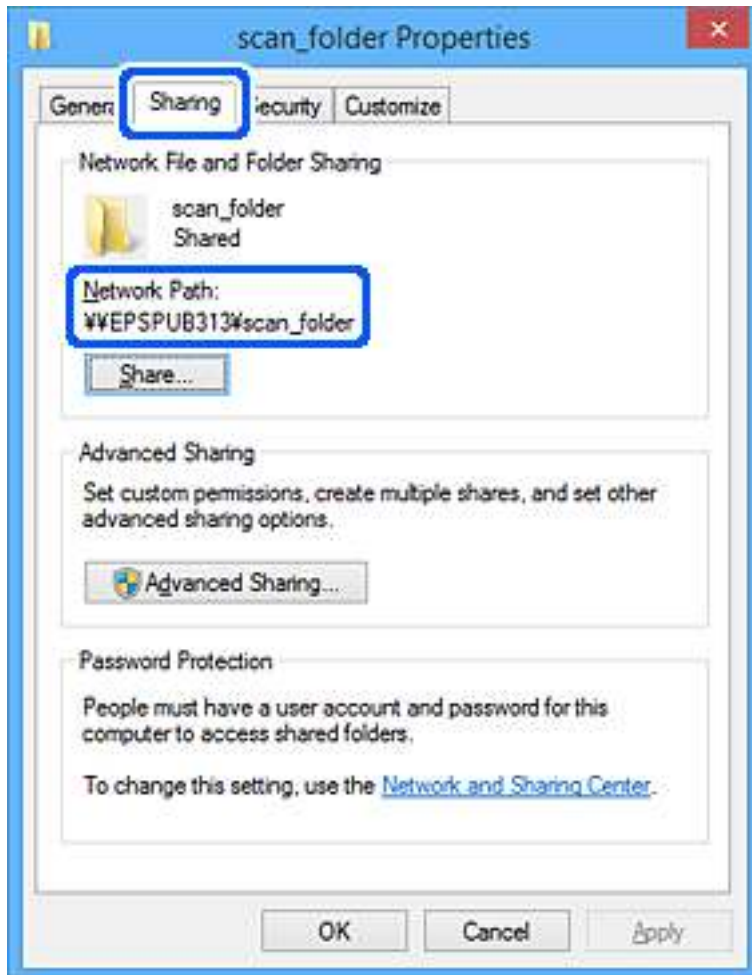 scan_folder Properties
Sharing Customize
Network File and Folder Sharing
scan_folder
Shared
Network Path:
¥¥EPSPUB313¥scan_folder
Share...
Advanced Sharing
Set custom permissions, create multiple shares, and set other
advanced sharing options.
Advanced Sharing...
Password Protection
People must have a user account and password for this
computer to access shared folders.
To change this setting, use the Network and Sharing Center.
OK Cancel Apply